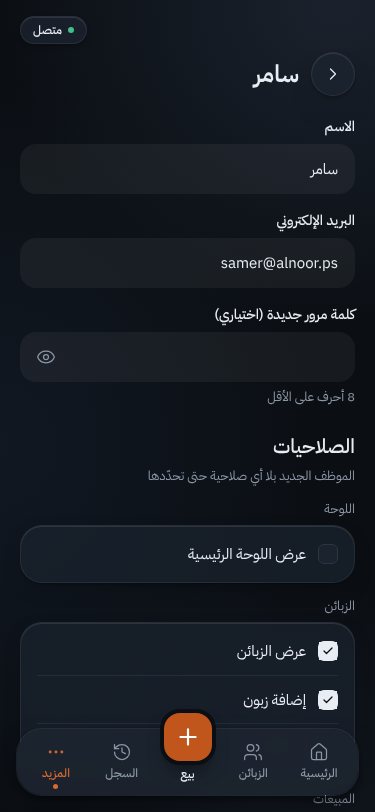 متصل
سامر
الاسم
سامر
البريد الإلكتروني
samer@alnoor.ps
كلمة مرور جديدة (اختياري)
8 أحرف على الأقل
الصلاحيات
الموظف الجديد بلا أي صلاحية حتى تحدّدها
اللوحة
عرض اللوحة الرئيسية
الزبائن
عرض الزبائن
إضافة زبون
الرئيسية
الزبائن
بيع
السجل
المزيد
المبيعات